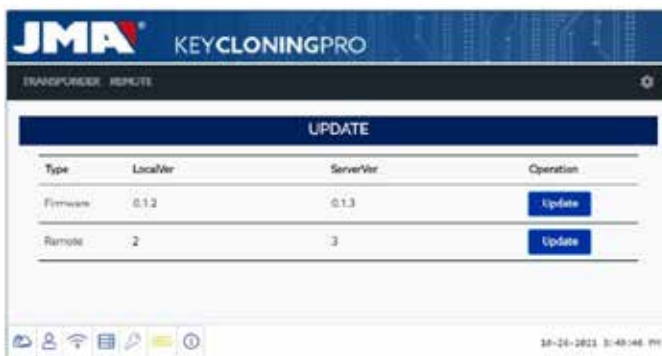 JMA KEYCLONINGPRO
TRANSPONDER REMOTE
UPDATE
Type LocalVer ServerVer Operation
Firmware 0.1.2 0.1.3 Update
Remote 2 3 Update
10-26-2021 3:40:46 PM